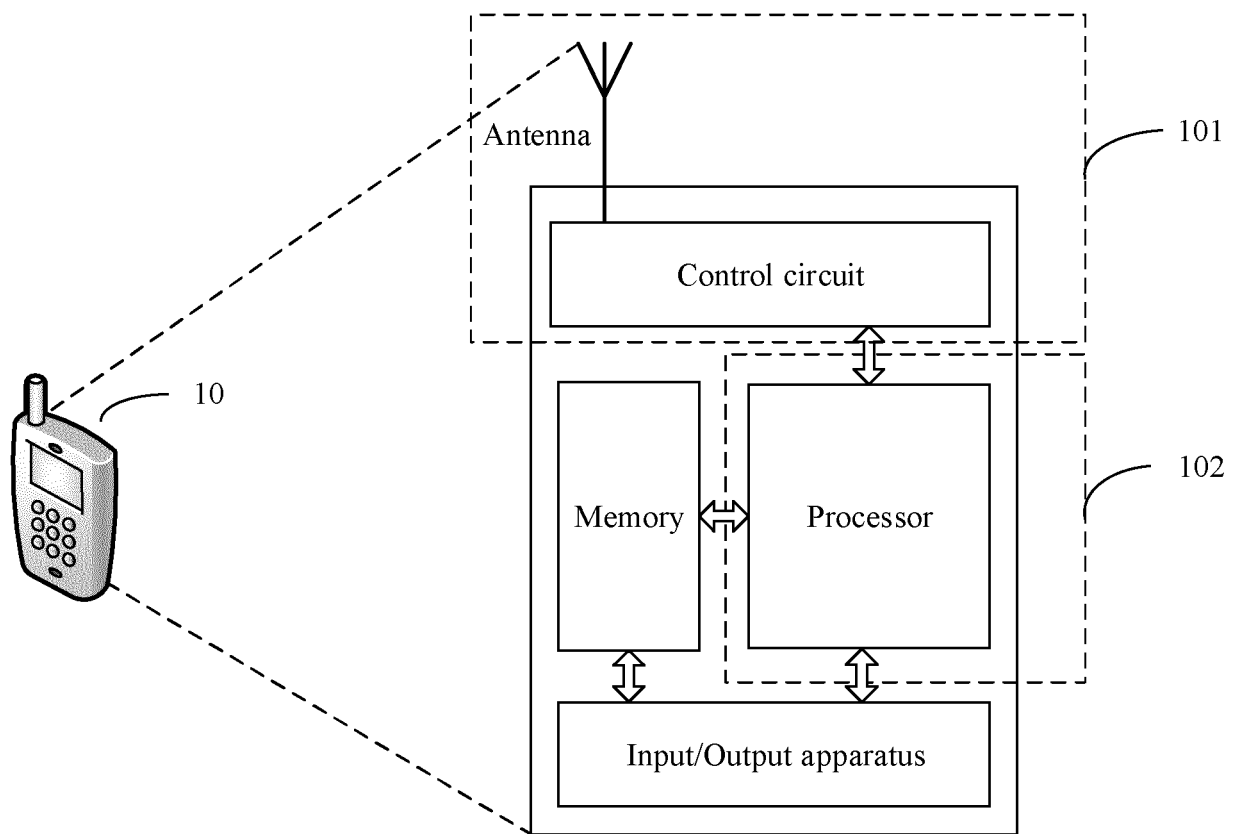 Antenna
101
Control circuit
10
102
Memory
Processor
Input/Output apparatus